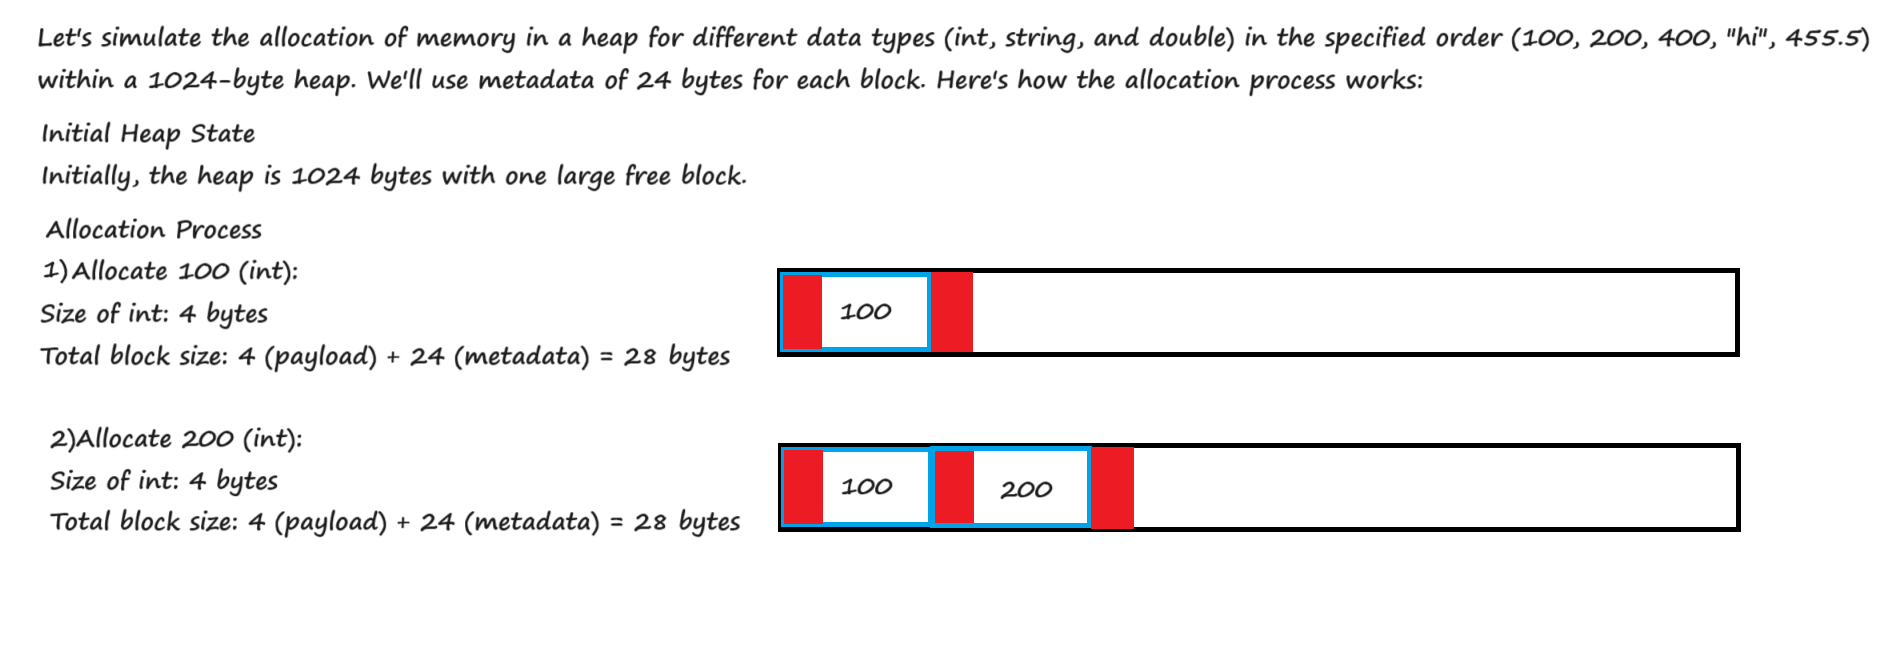 Let's simulate the allocation of memory in a heap for different data types (int, string, and double) in the specified order (100, 200, 400, "hi", 455.5)
within a 1024-byte heap. We'll use metadata of 24 bytes for each block. Here's how the allocation process works:
Initial Heap State
Initially, the heap is 1024 bytes with one large free block.
Allocation Process
1)Allocate 100 (int):
Size of int: 4 bytes
Total block size: 4 (payload) + 24 (metadata) = 28 bytes
100
2)Allocate 200 (int):
Size of int: 4 bytes
Total block size: 4 (payload) + 24 (metadata) = 28 bytes
100 200